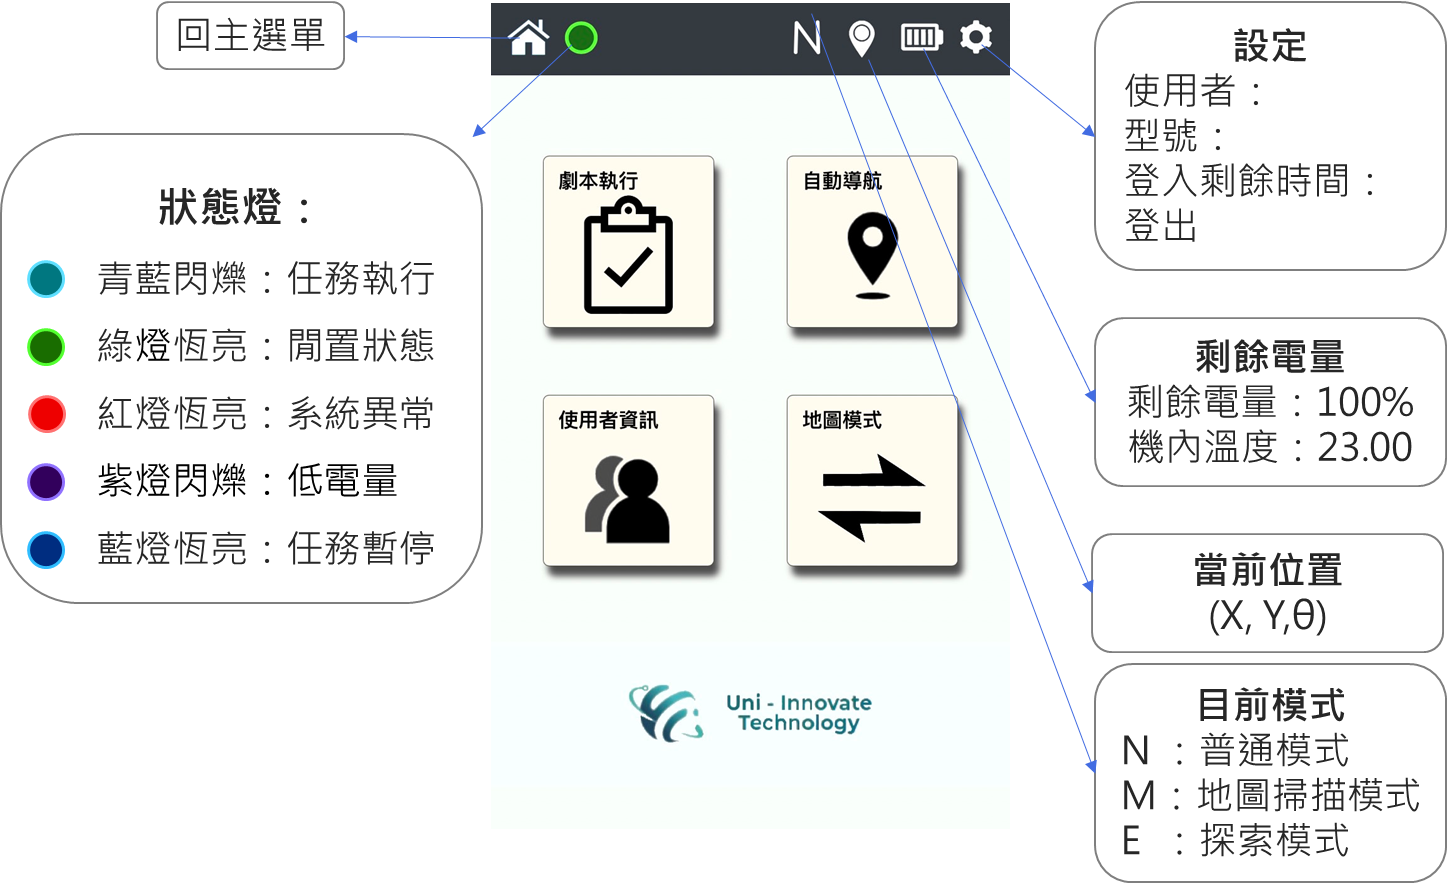 回主選單
N
狀態燈：
青藍閃爍：任務執行
綠燈恆亮：閒置狀態
紅燈恆亮：系統異常
紫燈閃爍：低電量
藍燈恆亮：任務暫停
劇本執行
自動導航
使用者資訊
地圖模式
Uni - Innovate
Technology
設定
使用者：
型號：
登入剩餘時間：
登出
剩餘電量
剩餘電量：100%
機內溫度：23.00
當前位置
(X, Y,θ)
目前模式
N ：普通模式
M：地圖掃描模式
E ：探索模式